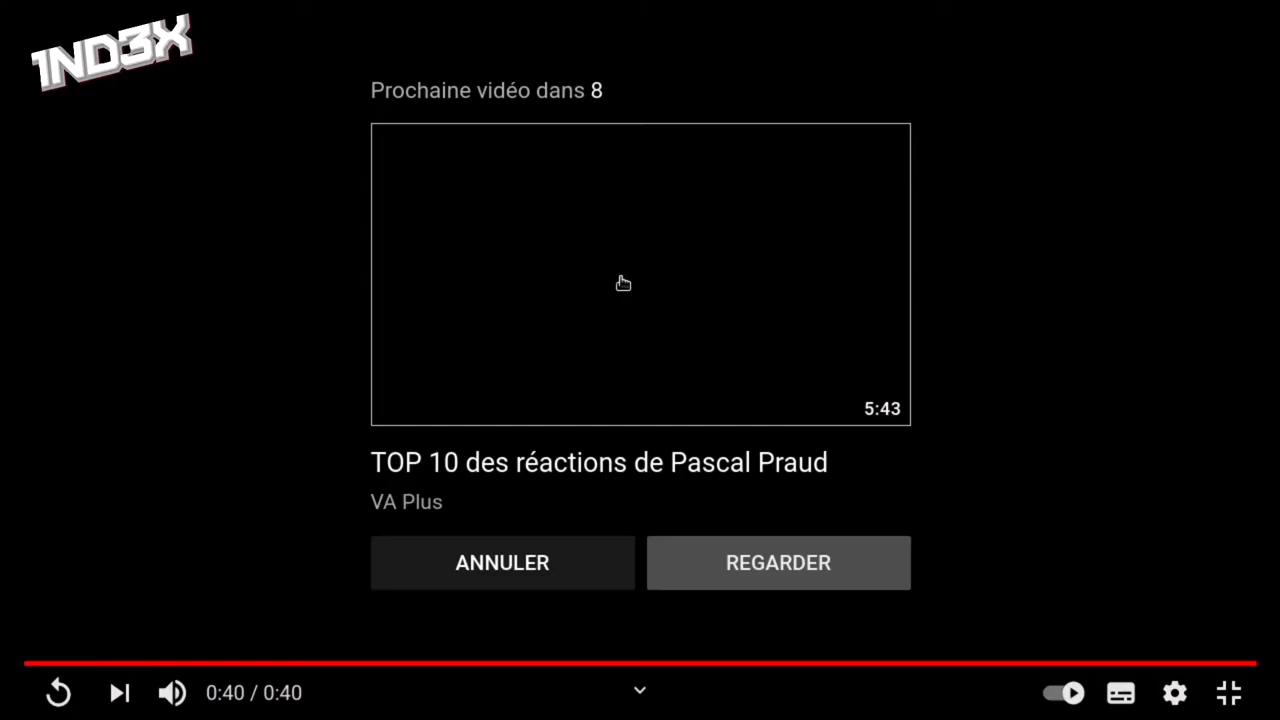 1ND3X
Prochaine vidéo dans 8
5:43
TOP 10 des réactions de Pascal Praud
VA Plus
ANNULER
REGARDER
0:40 / 0:40